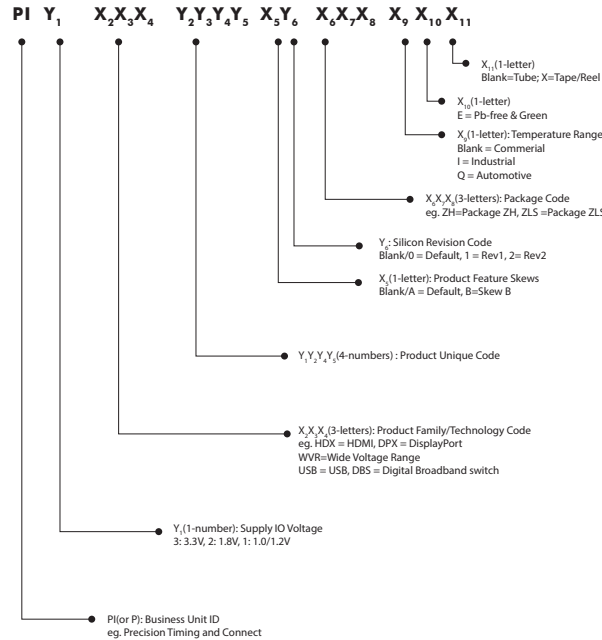 PI Y₁ X₂X₃X₄ Y₂Y₃Y₄Y₅ X₅Y₆ X₆X₇X₈ X₉ X₁₀ X₁₁
X₁₁(1-letter)
Blank=Tube; X=Tape/Reel
X₁₀(1-letter)
E = Pb-free & Green
X₉(1-letter): Temperature Range
Blank = Commerial
I = Industrial
Q = Automotive
X₆X₇X₈(3-letters): Package Code
eg. ZH=Package ZH, ZLS =Package ZLS
Y₆: Silicon Revision Code
Blank/0 = Default, 1 = Rev1, 2= Rev2
X₅(1-letter): Product Feature Skews
Blank/A = Default, B=Skew B
Y₁Y₂Y₄Y₅(4-numbers) : Product Unique Code
X₂X₃X₄(3-letters): Product Family/Technology Code
eg. HDX = HDMI, DPX = DisplayPort
WVR=Wide Voltage Range
USB = USB, DBS = Digital Broadband switch
Y₁(1-number): Supply IO Voltage
3: 3.3V, 2: 1.8V, 1: 1.0/1.2V
PI(or P): Business Unit ID
eg. Precision Timing and Connect